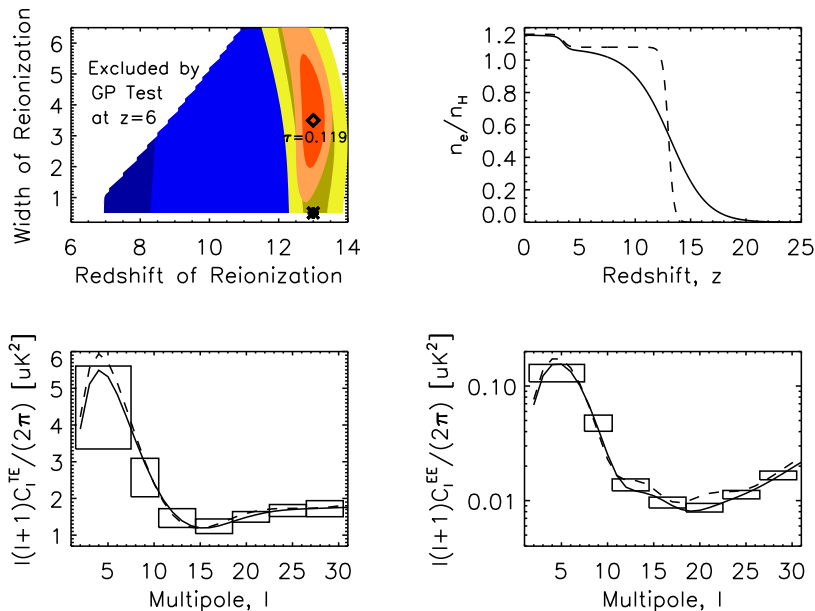 Width of Reionization
6
5
4
3
2
1
Excluded by
GP Test
at z=6
τ=0.119
6 8 10 12 14
Redshift of Reionization
n_e/n_H
1.2
1.0
0.8
0.6
0.4
0.2
0.0
0 5 10 15 20 25
Redshift, z
l(l+1)C_l^TE/(2π) [uK^2]
6
5
4
3
2
1
5 10 15 20 25 30
Multipole, l
l(l+1)C_l^EE/(2π) [uK^2]
0.10
0.01
5 10 15 20 25 30
Multipole, l